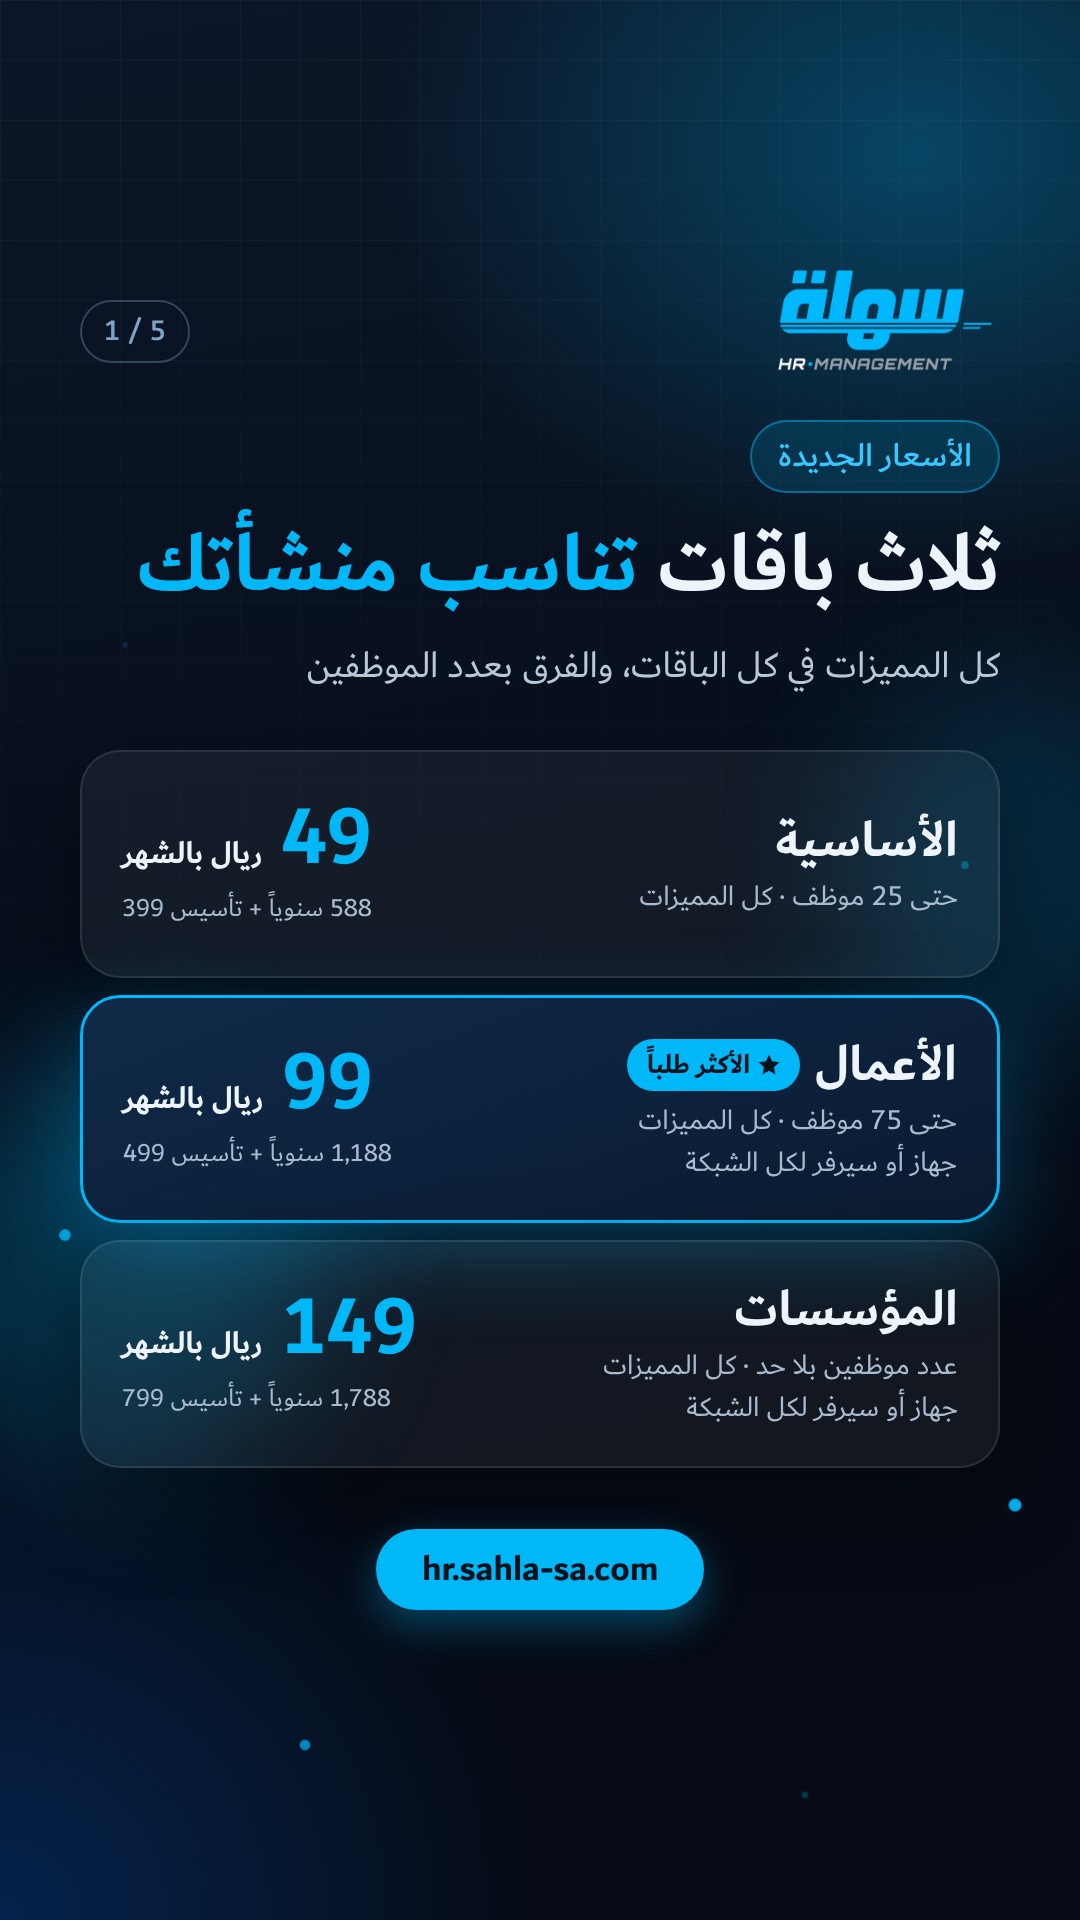 سهلة
HR·MANAGEMENT
1 / 5
الأسعار الجديدة
ثلاث باقات تناسب منشأتك
كل المميزات في كل الباقات، والفرق بعدد الموظفين
الأساسية
حتى 25 موظف · كل المميزات
49 ريال بالشهر
588 سنوياً + تأسيس 399
الأعمال ★ الأكثر طلباً
حتى 75 موظف · كل المميزات
جهاز أو سيرفر لكل الشبكة
99 ريال بالشهر
1,188 سنوياً + تأسيس 499
المؤسسات
عدد موظفين بلا حد · كل المميزات
جهاز أو سيرفر لكل الشبكة
149 ريال بالشهر
1,788 سنوياً + تأسيس 799
hr.sahla-sa.com